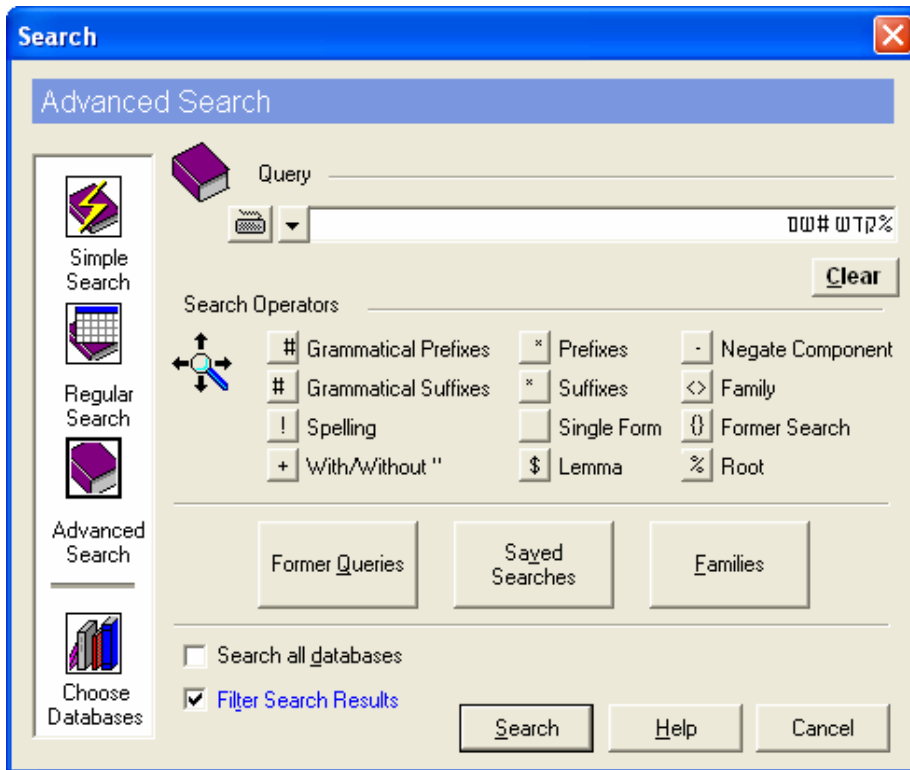 Search
Advanced Search
Query
%קדש #שם
Clear
Search Operators
# Grammatical Prefixes * Prefixes - Negate Component
# Grammatical Suffixes * Suffixes <> Family
! Spelling Single Form {} Former Search
+ With/Without " $ Lemma % Root
Former Queries
Saved
Searches
Families
Search all databases
Filter Search Results
Search Help Cancel
Simple
Search
Regular
Search
Advanced
Search
Choose
Databases